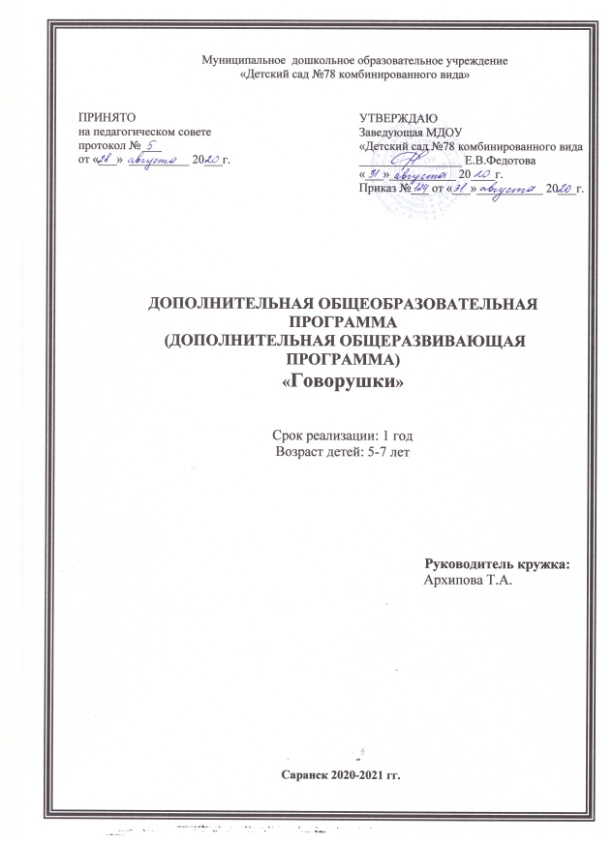 Муниципальное дошкольное образовательное учреждение
«Детский сад №78 комбинированного вида»
ПРИНЯТО
на педагогическом совете
протокол № 5
от «28» августа 2020 г.
УТВЕРЖДАЮ
Заведующая МДОУ
«Детский сад №78 комбинированного вида
Е.В.Федотова
«31» августа 2020 г.
Приказ № от «31» августа 2020 г.
ДОПОЛНИТЕЛЬНАЯ ОБЩЕОБРАЗОВАТЕЛЬНАЯ
ПРОГРАММА
(ДОПОЛНИТЕЛЬНАЯ ОБЩЕРАЗВИВАЮЩАЯ
ПРОГРАММА)
«Говорушки»
Срок реализации: 1 год
Возраст детей: 5-7 лет
Руководитель кружка:
Архипова Т.А.
Саранск 2020-2021 гг.